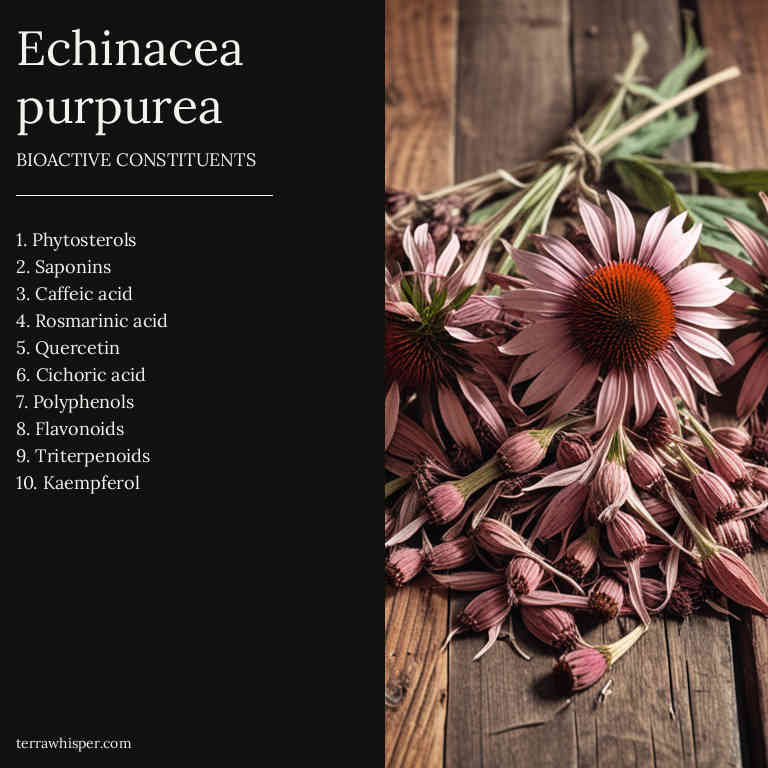 Echinacea
purpurea
BIOACTIVE CONSTITUENTS
1. Phytosterols
2. Saponins
3. Caffeic acid
4. Rosmarinic acid
5. Quercetin
6. Cichoric acid
7. Polyphenols
8. Flavonoids
9. Triterpenoids
10. Kaempferol
terrawhisper.com